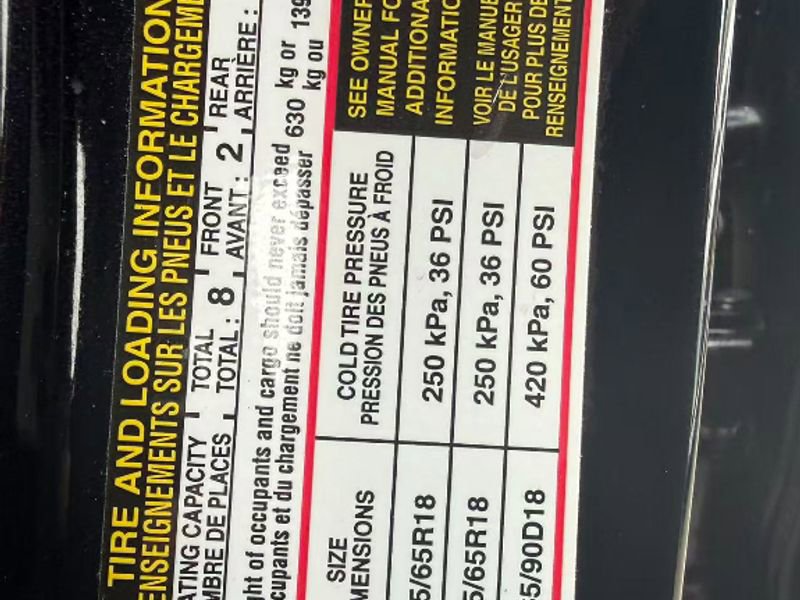 TIRE AND LOADING INFORMATION
ENSEIGNEMENTS SUR LES PNEUS ET LE CHARGEME
ATING CAPACITY TOTAL FRONT REAR
MBRE DE PLACES TOTAL : 8 AVANT : 2 ARRIÈRE :
ght of occupants and cargo should never exceed 630 kg or 139
cupants et du chargement ne doit jamais dépasser kg ou
SIZE COLD TIRE PRESSURE SEE OWNER
MENSIONS PRESSION DES PNEUS À FROID MANUAL FO
ADDITIONA
5/65R18 250 kPa, 36 PSI INFORMATIO
5/65R18 250 kPa, 36 PSI VOIR LE MANUE
DE L'USAGER
5/90D18 420 kPa, 60 PSI POUR PLUS DE
RENSEIGNEMENT